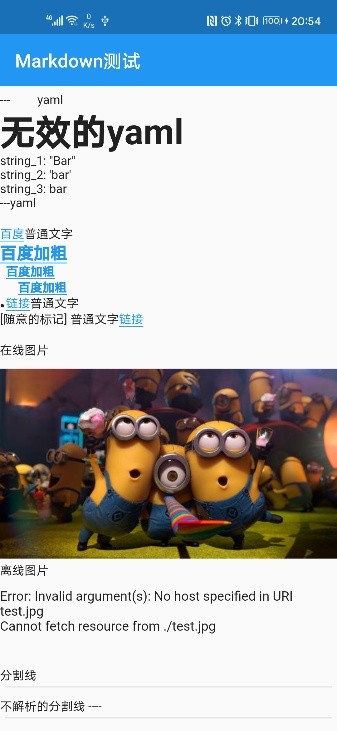 4G 0 K/s 100 20:54
Markdown测试
--- yaml
无效的yaml
string_1: "Bar"
string_2: 'bar'
string_3: bar
---yaml
百度普通文字
百度加粗
百度加粗
百度加粗
链接普通文字
[随意的标记] 普通文字链接
在线图片
离线图片
Error: Invalid argument(s): No host specified in URI
test.jpg
Cannot fetch resource from ./test.jpg
分割线
不解析的分割线 ----